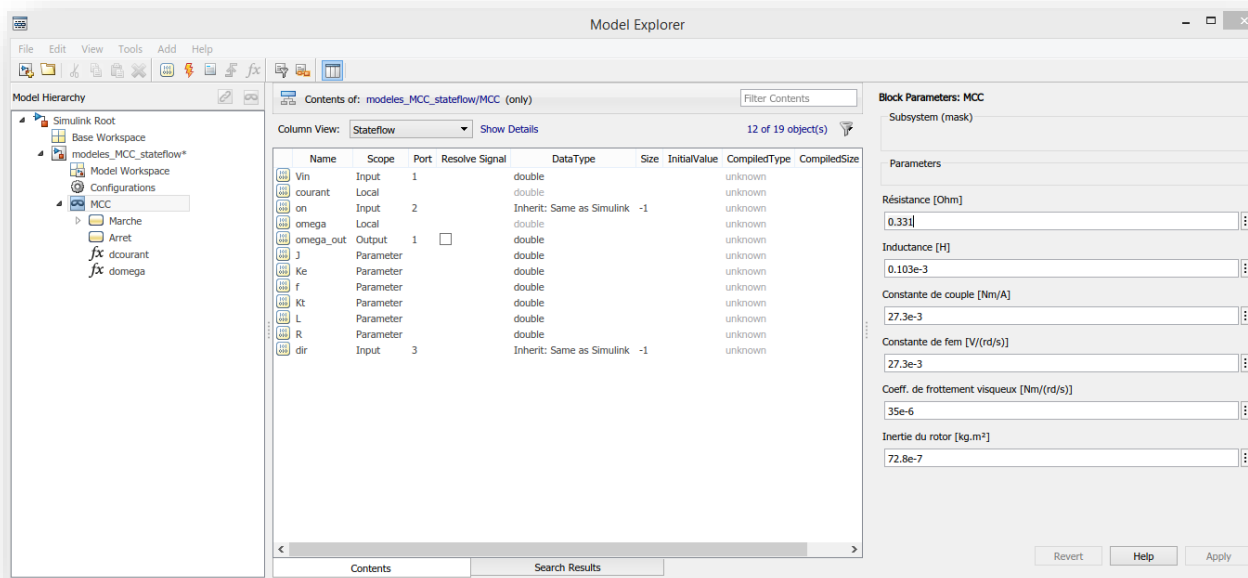 Model Explorer
File Edit View Tools Add Help
Model Hierarchy
Simulink Root
Base Workspace
modeles_MCC_stateflow*
Model Workspace
Configurations
MCC
Marche
Arret
fx dcourant
fx domega
Contents of: modeles_MCC_stateflow/MCC (only)
Filter Contents
Column View: Stateflow Show Details 12 of 19 object(s)
Name Scope Port Resolve Signal DataType Size InitialValue CompiledType CompiledSize
Vin Input 1 double unknown
courant Local double unknown
on Input 2 Inherit: Same as Simulink -1 unknown
omega Local double unknown
omega_out Output 1 double unknown
J Parameter double unknown
Ke Parameter double unknown
f Parameter double unknown
Kt Parameter double unknown
L Parameter double unknown
R Parameter double unknown
dir Input 3 Inherit: Same as Simulink -1 unknown
Contents Search Results
Block Parameters: MCC
Subsystem (mask)
Parameters
Résistance [Ohm]
0.331
Inductance [H]
0.103e-3
Constante de couple [Nm/A]
27.3e-3
Constante de fem [V/(rd/s)]
27.3e-3
Coeff. de frottement visqueux [Nm/(rd/s)]
35e-6
Inertie du rotor [kg.m²]
72.8e-7
Revert Help Apply